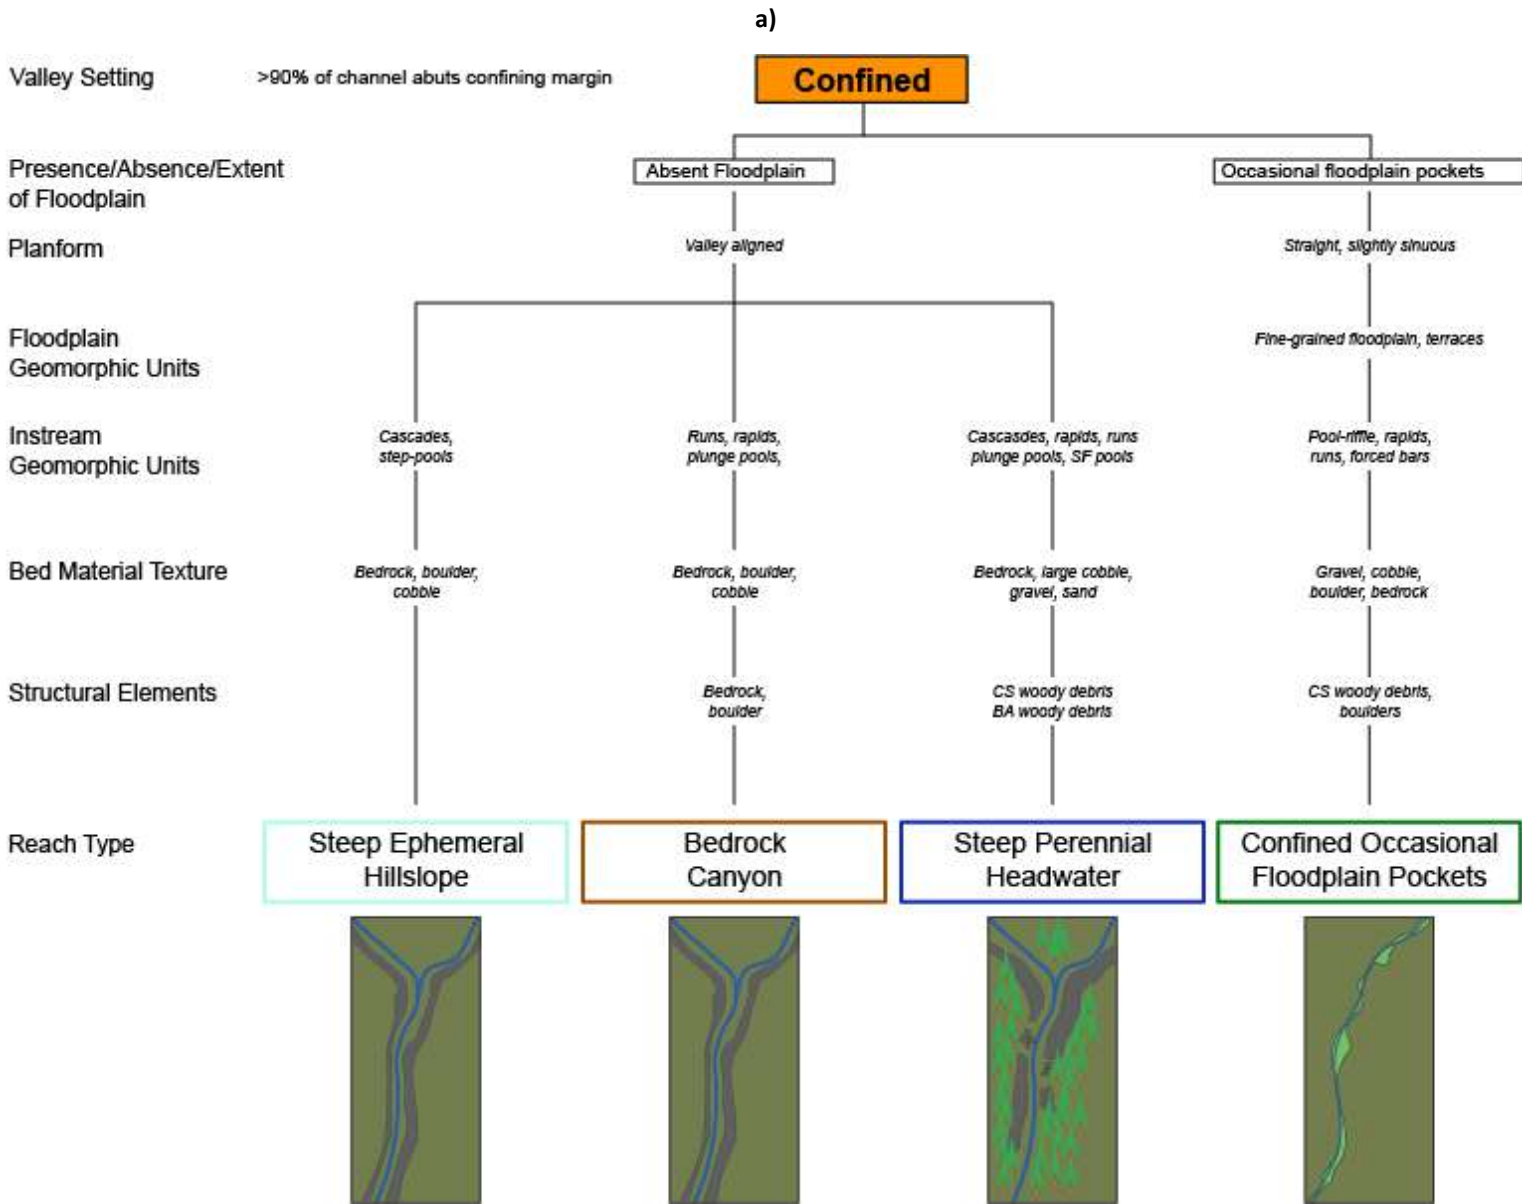 a)
Valley Setting
>90% of channel abuts confining margin
Confined
Presence/Absence/Extent
of Floodplain
Absent Floodplain
Occasional floodplain pockets
Planform
Valley aligned
Straight, slightly sinuous
Floodplain
Geomorphic Units
Fine-grained floodplain, terraces
Instream
Geomorphic Units
Cascades,
step-pools
Runs, rapids,
plunge pools,
Cascasdes, rapids, runs
plunge pools, SF pools
Pool-riffle, rapids,
runs, forced bars
Bed Material Texture
Bedrock, boulder,
cobble
Bedrock, boulder,
cobble
Bedrock, large cobble,
gravel, sand
Gravel, cobble,
boulder, bedrock
Structural Elements
Bedrock,
boulder
CS woody debris
BA woody debris
CS woody debris,
boulders
Reach Type
Steep Ephemeral
Hillslope
Bedrock
Canyon
Steep Perennial
Headwater
Confined Occasional
Floodplain Pockets